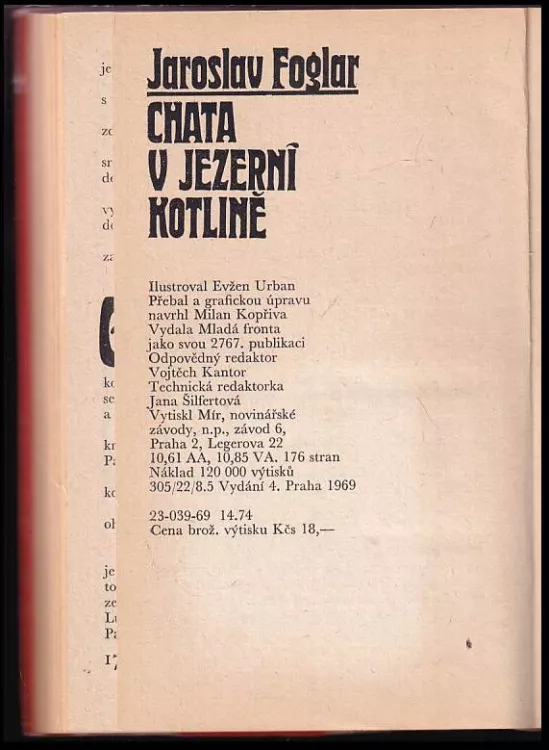 Jaroslav Foglar
CHATA
V JEZERNÍ
KOTLINĚ
Ilustroval Evžen Urban
Přebal a grafickou úpravu
navrhl Milan Kopřiva
Vydala Mladá fronta
jako svou 2767. publikaci
Odpovědný redaktor
Vojtěch Kantor
Technická redaktorka
Jana Šilfertová
Vytiskl Mír, novinářské
závody, n.p., závod 6,
Praha 2, Legerova 22
10,61 AA, 10,85 VA. 176 stran
Náklad 120 000 výtisků
305/22/8.5 Vydání 4. Praha 1969
23-039-69 14.74
Cena brož. výtisku Kčs 18,—